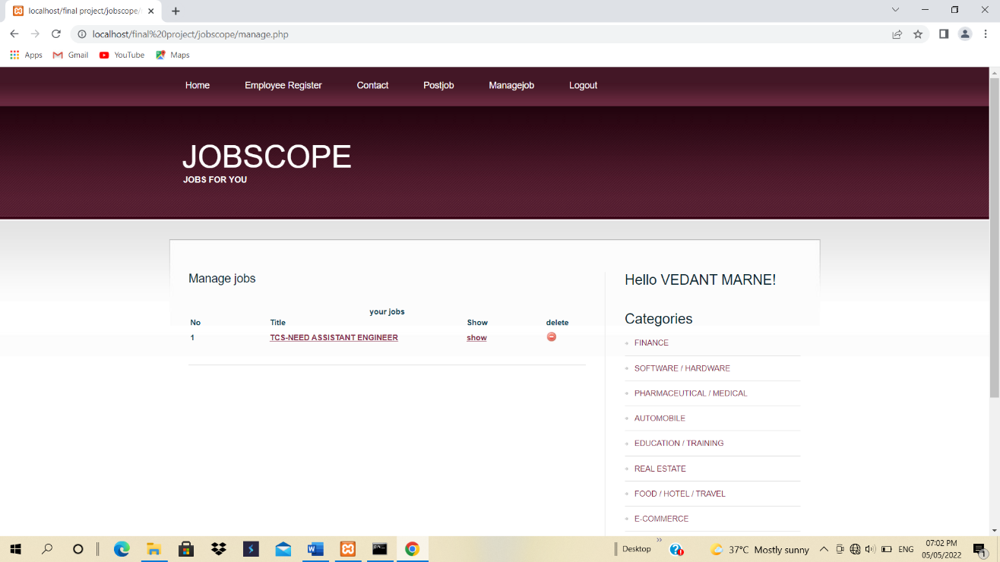 localhost/final project/jobscope/
localhost/final%20project/jobscope/manage.php
Apps Gmail YouTube Maps
Home Employee Register Contact Postjob Managejob Logout
JOBSCOPE
JOBS FOR YOU
Manage jobs
your jobs
No Title Show delete
1 TCS-NEED ASSISTANT ENGINEER show
Hello VEDANT MARNE!
Categories
FINANCE
SOFTWARE / HARDWARE
PHARMACEUTICAL / MEDICAL
AUTOMOBILE
EDUCATION / TRAINING
REAL ESTATE
FOOD / HOTEL / TRAVEL
E-COMMERCE
Desktop 37°C Mostly sunny ENG 07:02 PM
05/05/2022
1